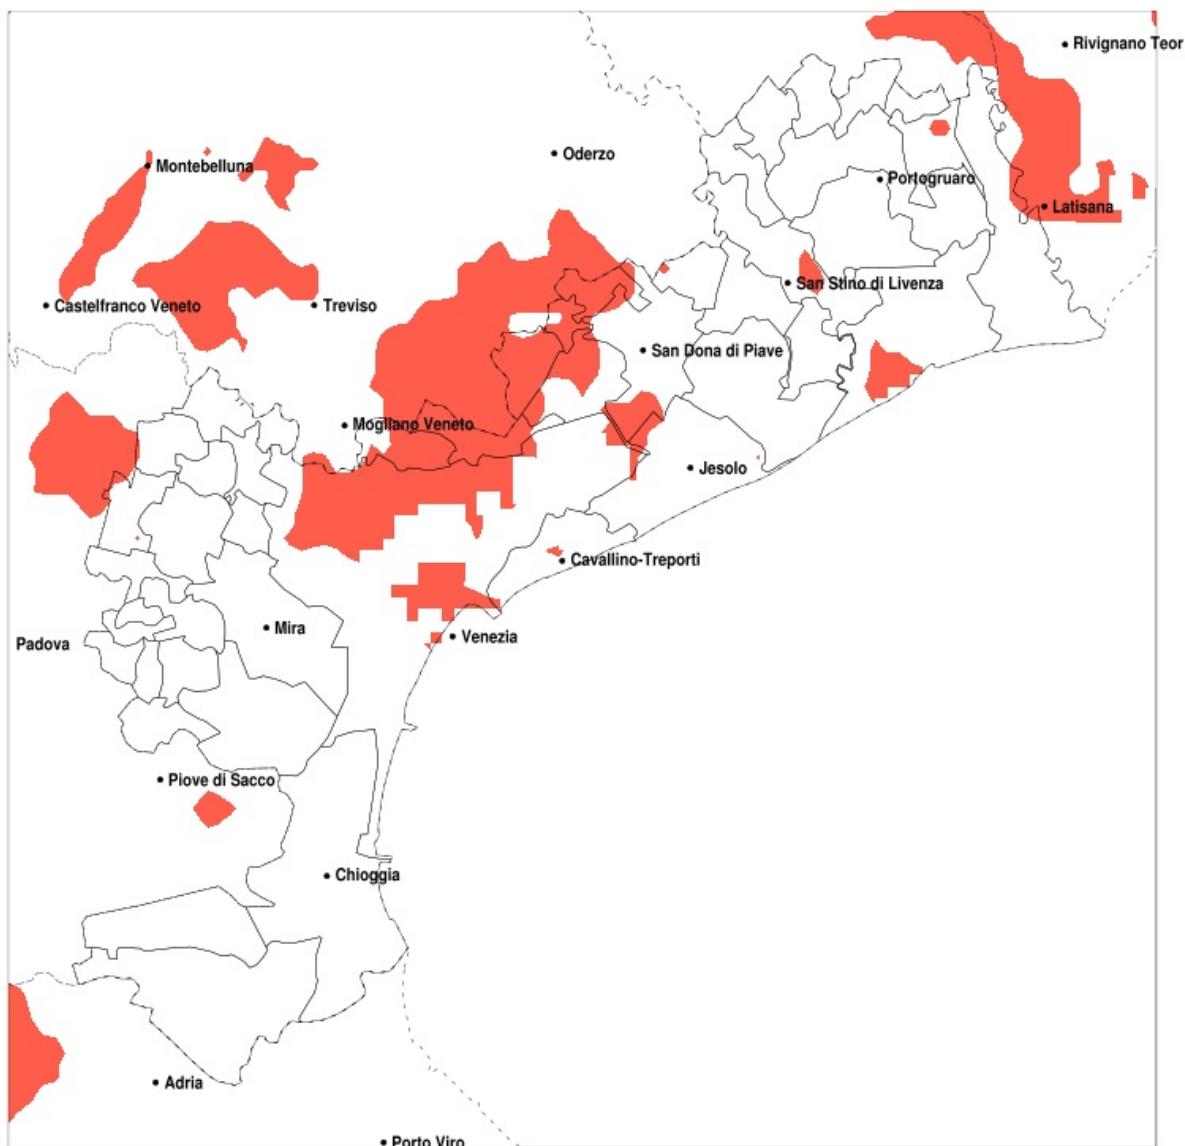 Rivignano Teor
Oderzo
Montebelluna
Portogruaro
Latisana
San Stino di Livenza
Castelfranco Veneto
Treviso
San Dona di Piave
Mogliano Veneto
Jesolo
Cavallino-Treporti
Mira
Venezia
Padova
Piove di Sacco
Chioggia
Adria
Porto Viro